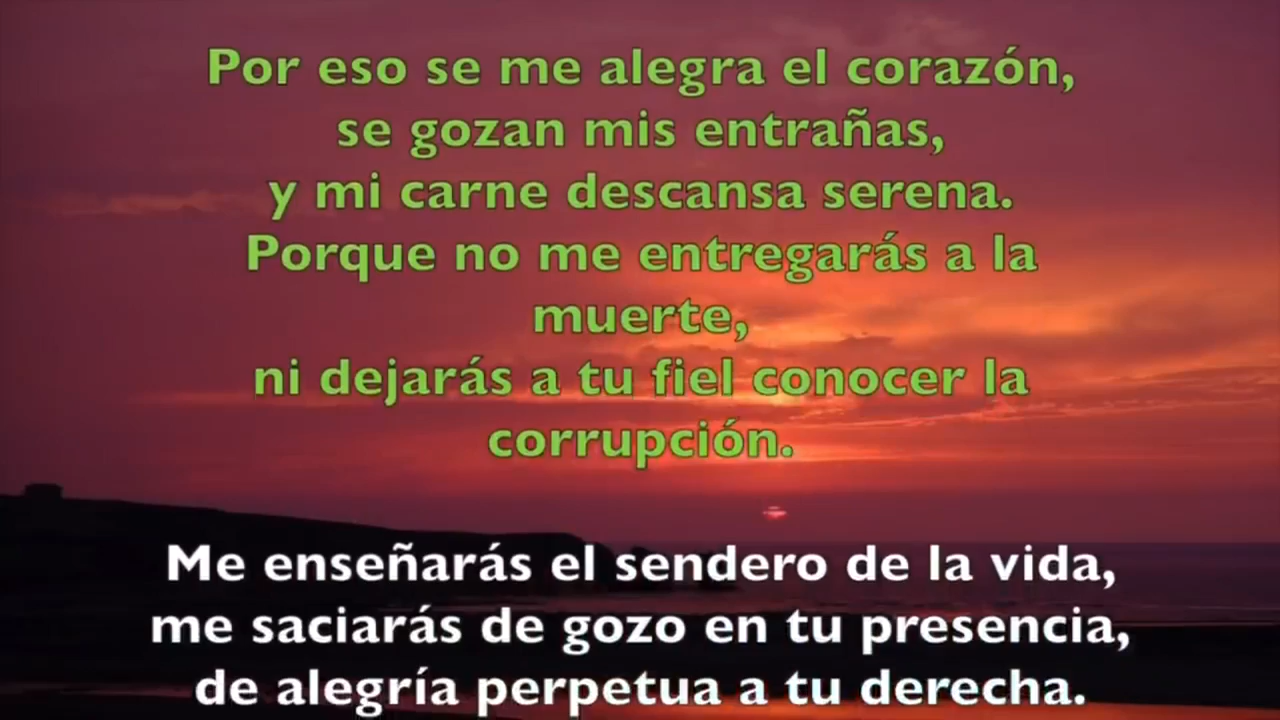 Por eso se me alegra el corazón,
se gozan mis entrañas,
y mi carne descansa serena.
Porque no me entregarás a la
muerte,
ni dejarás a tu fiel conocer la
corrupción.
Me enseñarás el sendero de la vida,
me saciarás de gozo en tu presencia,
de alegría perpetua a tu derecha.